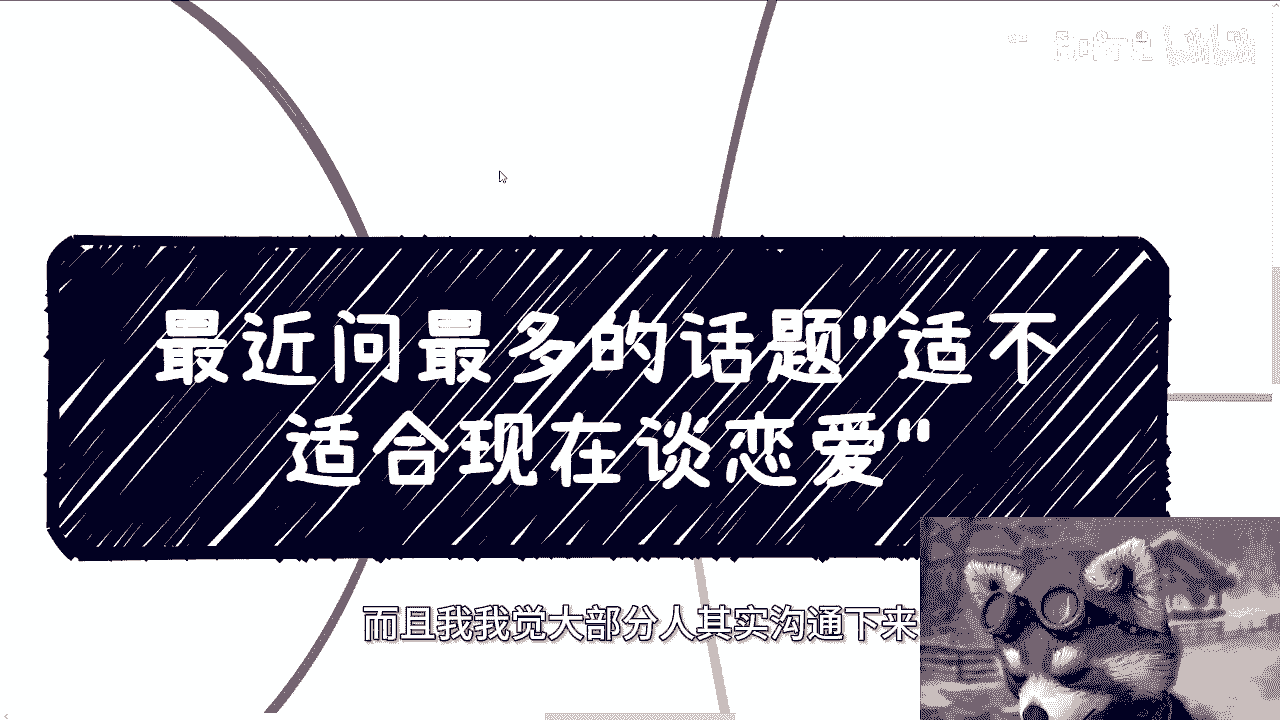 最近问最多的话题"适不
适合现在谈恋爱"
而且我我觉大部分人其实沟通下来